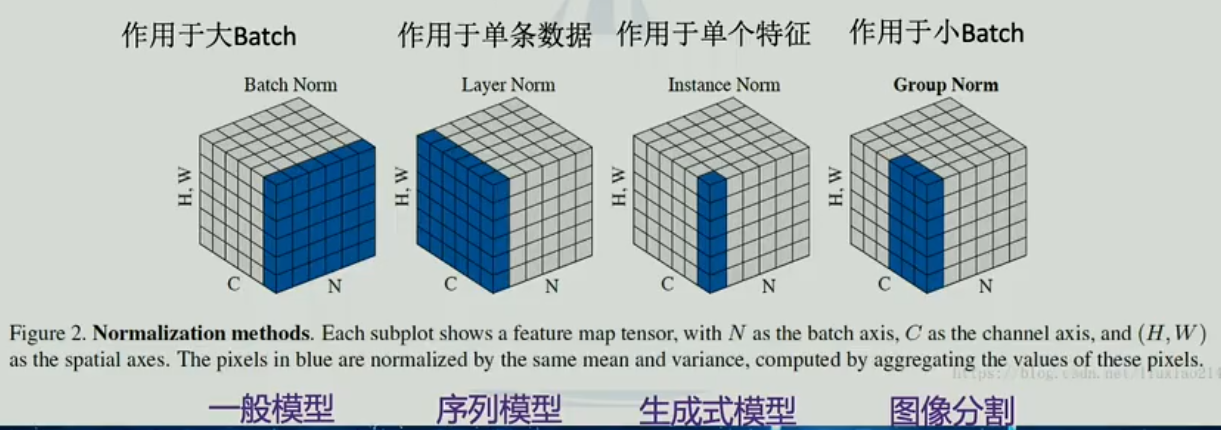 作用于大Batch 作用于单条数据 作用于单个特征 作用于小Batch
Batch Norm Layer Norm Instance Norm Group Norm
H, W H, W H, W H, W
C N C N C N C N
Figure 2. Normalization methods. Each subplot shows a feature map tensor, with N as the batch axis, C as the channel axis, and (H, W)
as the spatial axes. The pixels in blue are normalized by the same mean and variance, computed by aggregating the values of these pixels.
一般模型 序列模型 生成式模型 图像分割